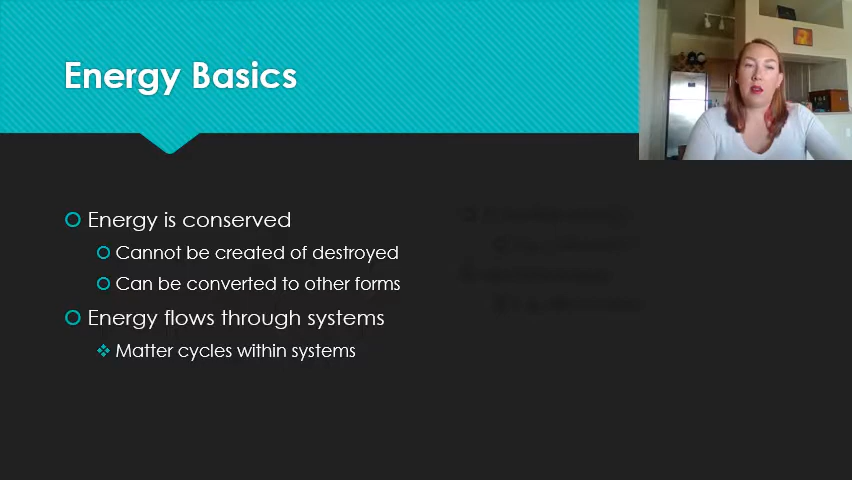 Energy Basics
Energy is conserved
Cannot be created of destroyed
Can be converted to other forms
Energy flows through systems
Matter cycles within systems